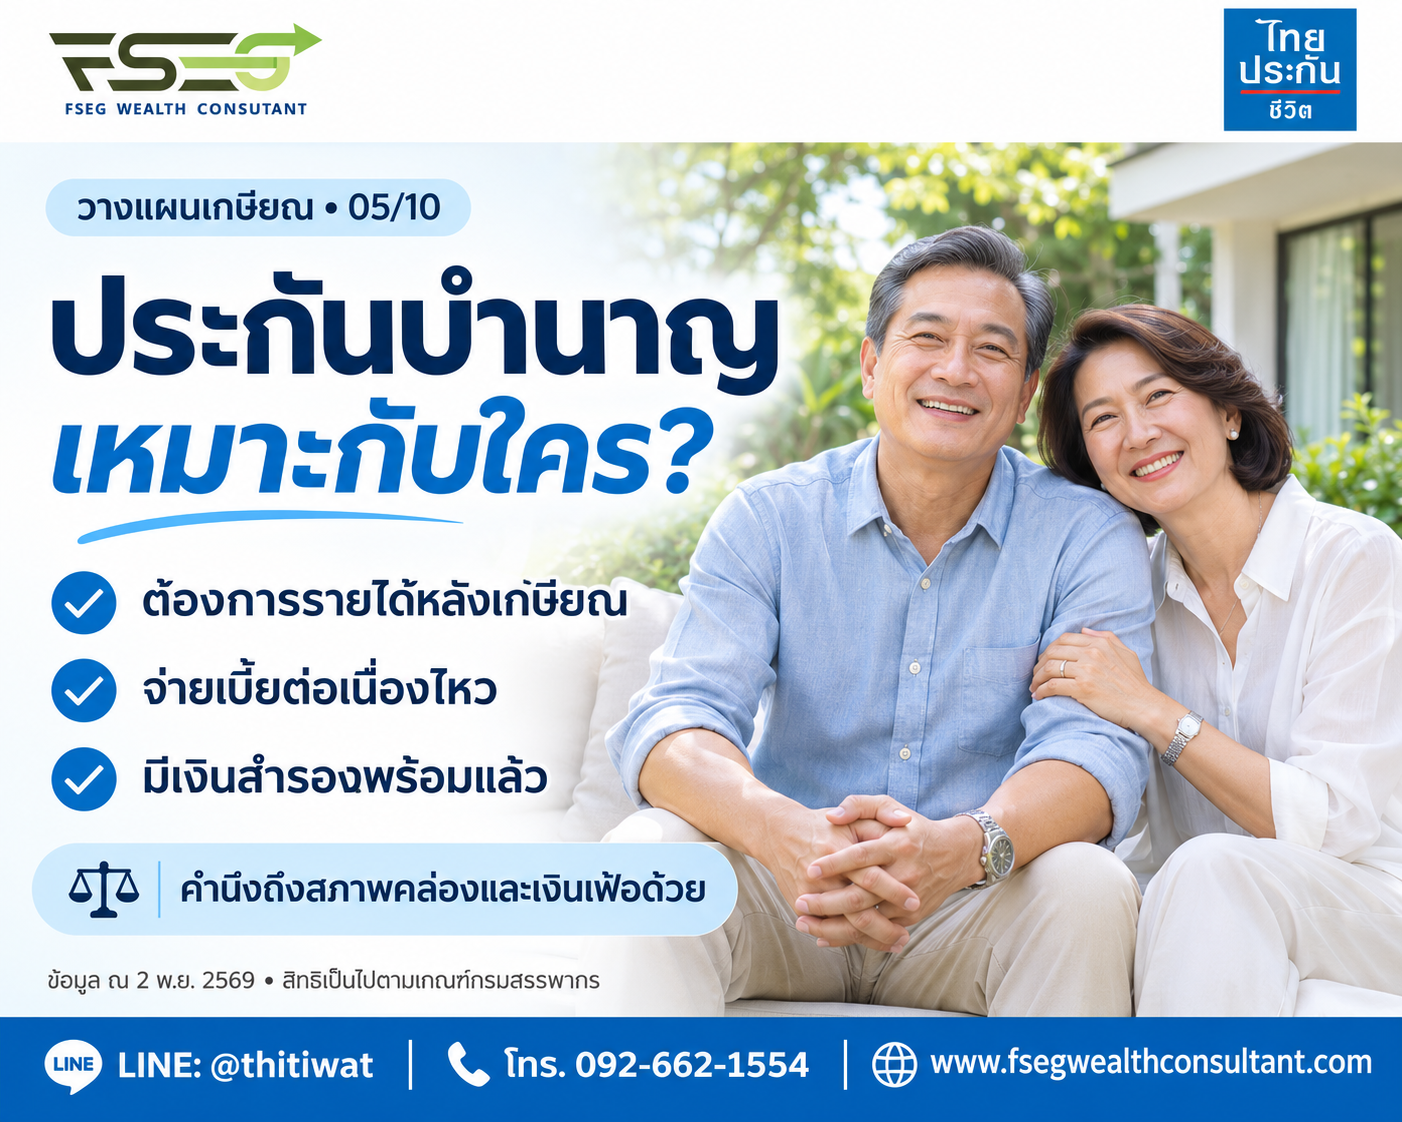 FSEG
FSEG WEALTH CONSUTANT
ไทย
ประกัน
ชีวิต
วางแผนเกษียณ • 05/10
ประกันบำนาญ
เหมาะกับใคร?
ต้องการรายได้หลังเก่ษียณ
จ่ายเบี้ยต่อเนื่องไหว
มีเงินสำรองพร้อมแล้ว
คำนึงถึงสภาพคล่องและเงินเฟ้อด้วย
ข้อมูล ณ 2 พ.ย. 2569 • สิทธิเป็นไปตามเกณฑ์กรมสรรพากร
LINE LINE: @thitiwat
โทร. 092-662-1554
www.fsegwealthconsultant.com